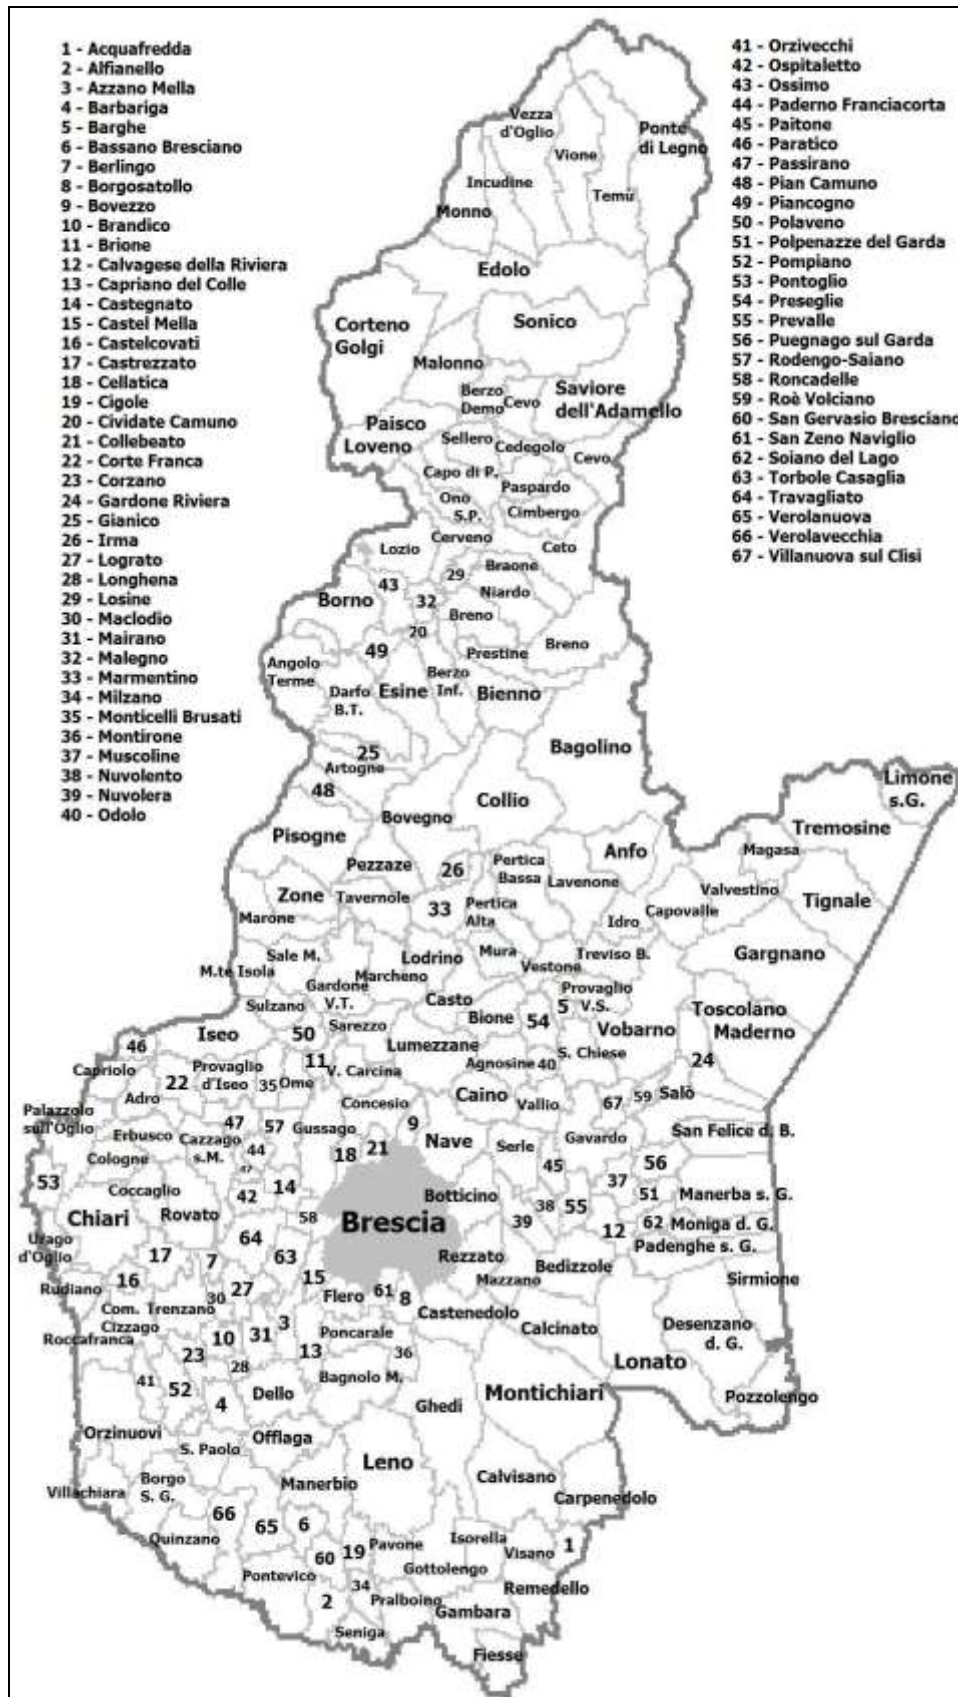 1 - Acquafredda
2 - Alfianello
3 - Azzano Mella
4 - Barbariga
5 - Barghe
6 - Bassano Bresciano
7 - Berlingo
8 - Borgosatollo
9 - Bovezzo
10 - Brandico
11 - Brione
12 - Calvagese della Riviera
13 - Capriano del Colle
14 - Castegnato
15 - Castel Mella
16 - Castelcovati
17 - Castrezzato
18 - Cellatica
19 - Cigole
20 - Cividate Camuno
21 - Collebeato
22 - Corte Franca
23 - Corzano
24 - Gardone Riviera
25 - Gianico
26 - Irma
27 - Lograto
28 - Longhena
29 - Losine
30 - Maclodio
31 - Mairano
32 - Malegno
33 - Marmentino
34 - Milzano
35 - Monticelli Brusati
36 - Montirone
37 - Muscoline
38 - Nuvolento
39 - Nuvolera
40 - Odolo
41 - Orzivecchi
42 - Ospitaletto
43 - Ossimo
44 - Paderno Franciacorta
45 - Paitone
46 - Paratico
47 - Passirano
48 - Pian Camuno
49 - Piancogno
50 - Polaveno
51 - Polpenazze del Garda
52 - Pompiano
53 - Pontoglio
54 - Preseglie
55 - Prevalle
56 - Puegnago sul Garda
57 - Rodengo-Saiano
58 - Roncadelle
59 - Roè Volciano
60 - San Gervasio Bresciano
61 - San Zeno Naviglio
62 - Soiano del Lago
63 - Torbole Casaglia
64 - Travagliato
65 - Verolanuova
66 - Verolavecchia
67 - Villanuova sul Clisi
Vezza
d'Oglio
Ponte
di Legno
Vione
Incudine
Temù
Monno
Edolo
Sonico
Corteno
Golgi
Malonno
Berzo
Demo
Cevo
Saviore
dell'Adamello
Paisco
Loveno
Sellero
Cedegolo
Cevo
Capo di P.
Paspardo
Ono
S.P.
Cimbergo
Cerveno
Ceto
Lozio
Braone
29
43
Niardo
Borno
32
Breno
20
Breno
49
Prestine
Angolo
Terme
Berzo
Inf.
Darfo
B.T.
Esine
Bienno
25
Bagolino
Artogne
48
Limone
s.G.
Collio
Bovegno
Tremosine
Pisogne
Anfo
Magasa
Pezzaze
26
Pertica
Bassa
Lavenone
Valvestino
Zone
Tavernole
Tignale
33
Pertica
Alta
Capovalle
Marone
Idro
Sale M.
Lodrino
Mura
Treviso B.
Gargnano
M.te Isola
Marcheno
Vestone
Gardone
V.T.
Provaglio
V.S.
Sulzano
Casto
5
Toscolano
Maderno
Iseo
50
Sarezzo
Bione
54
Vobarno
46
Lumezzane
S. Chiese
24
Capriolo
Provaglio
d'Iseo
11
V. Carcina
Agnosine
40
22
35
Ome
Adro
Caino
Vallio
67
59
Salò
Palazzolo
sull'Oglio
Concesio
9
Erbusco
Cazzago
s.M.
47
57
Gussago
Nave
Serle
Gavardo
San Felice d. B.
Cologne
44
18
21
45
56
53
47
37
Coccaglio
42
14
Botticino
51
Manerba s. G.
Chiari
Rovato
58
Brescia
39
38
55
12
62
Moniga d. G.
Urago
d'Oglio
64
Rezzato
Padenghe s. G.
17
7
63
Bedizzole
Rudiano
16
30
27
15
Flero
61
8
Mazzano
Sirmione
Com.
Cizzago
Trenzano
Castenedolo
Roccafranca
10
31
3
Poncarale
Calcinato
Desenzano
d. G.
23
28
13
36
Lonato
41
52
Bagnolo M.
Montichiari
Pozzolengo
4
Dello
Ghedi
Orzinuovi
Offlaga
S. Paolo
Leno
Villachiara
Borgo
S. G.
Manerbio
Calvisano
Carpenedolo
66
65
6
Quinzano
19
Pavone
Isorella
Visano
1
60
Gottolengo
Pontevico
34
Remedello
2
Pralboino
Gambara
Seniga
Fiesse